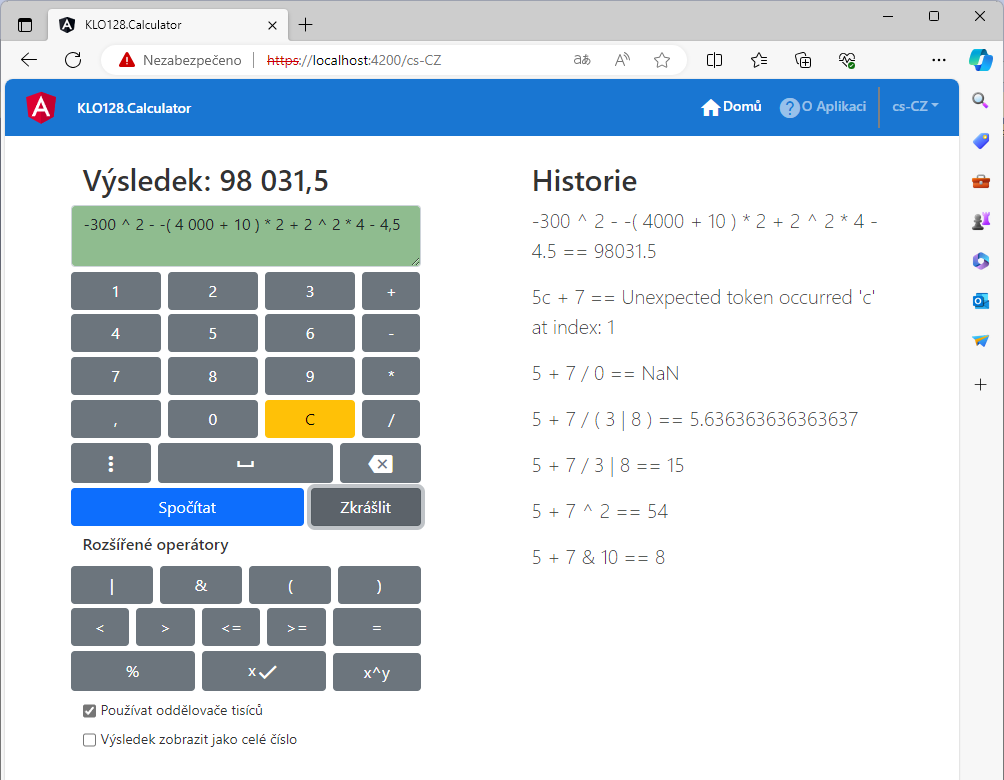 KLO128.Calculator
Nezabezpečeno
https://localhost:4200/cs-CZ
KLO128.Calculator
Domů
O Aplikaci
cs-CZ
Výsledek: 98 031,5
-300 ^ 2 - -( 4 000 + 10 ) * 2 + 2 ^ 2 * 4 - 4,5
1 2 3 +
4 5 6 -
7 8 9 *
, 0 C /
Spočítat Zkrášlit
Rozšířené operátory
| & ( )
< > <= >= =
% x x^y
Používat oddělovače tisíců
Výsledek zobrazit jako celé číslo
Historie
-300 ^ 2 - -( 4000 + 10 ) * 2 + 2 ^ 2 * 4 -
4.5 == 98031.5
5c + 7 == Unexpected token occurred 'c'
at index: 1
5 + 7 / 0 == NaN
5 + 7 / ( 3 | 8 ) == 5.636363636363637
5 + 7 / 3 | 8 == 15
5 + 7 ^ 2 == 54
5 + 7 & 10 == 8